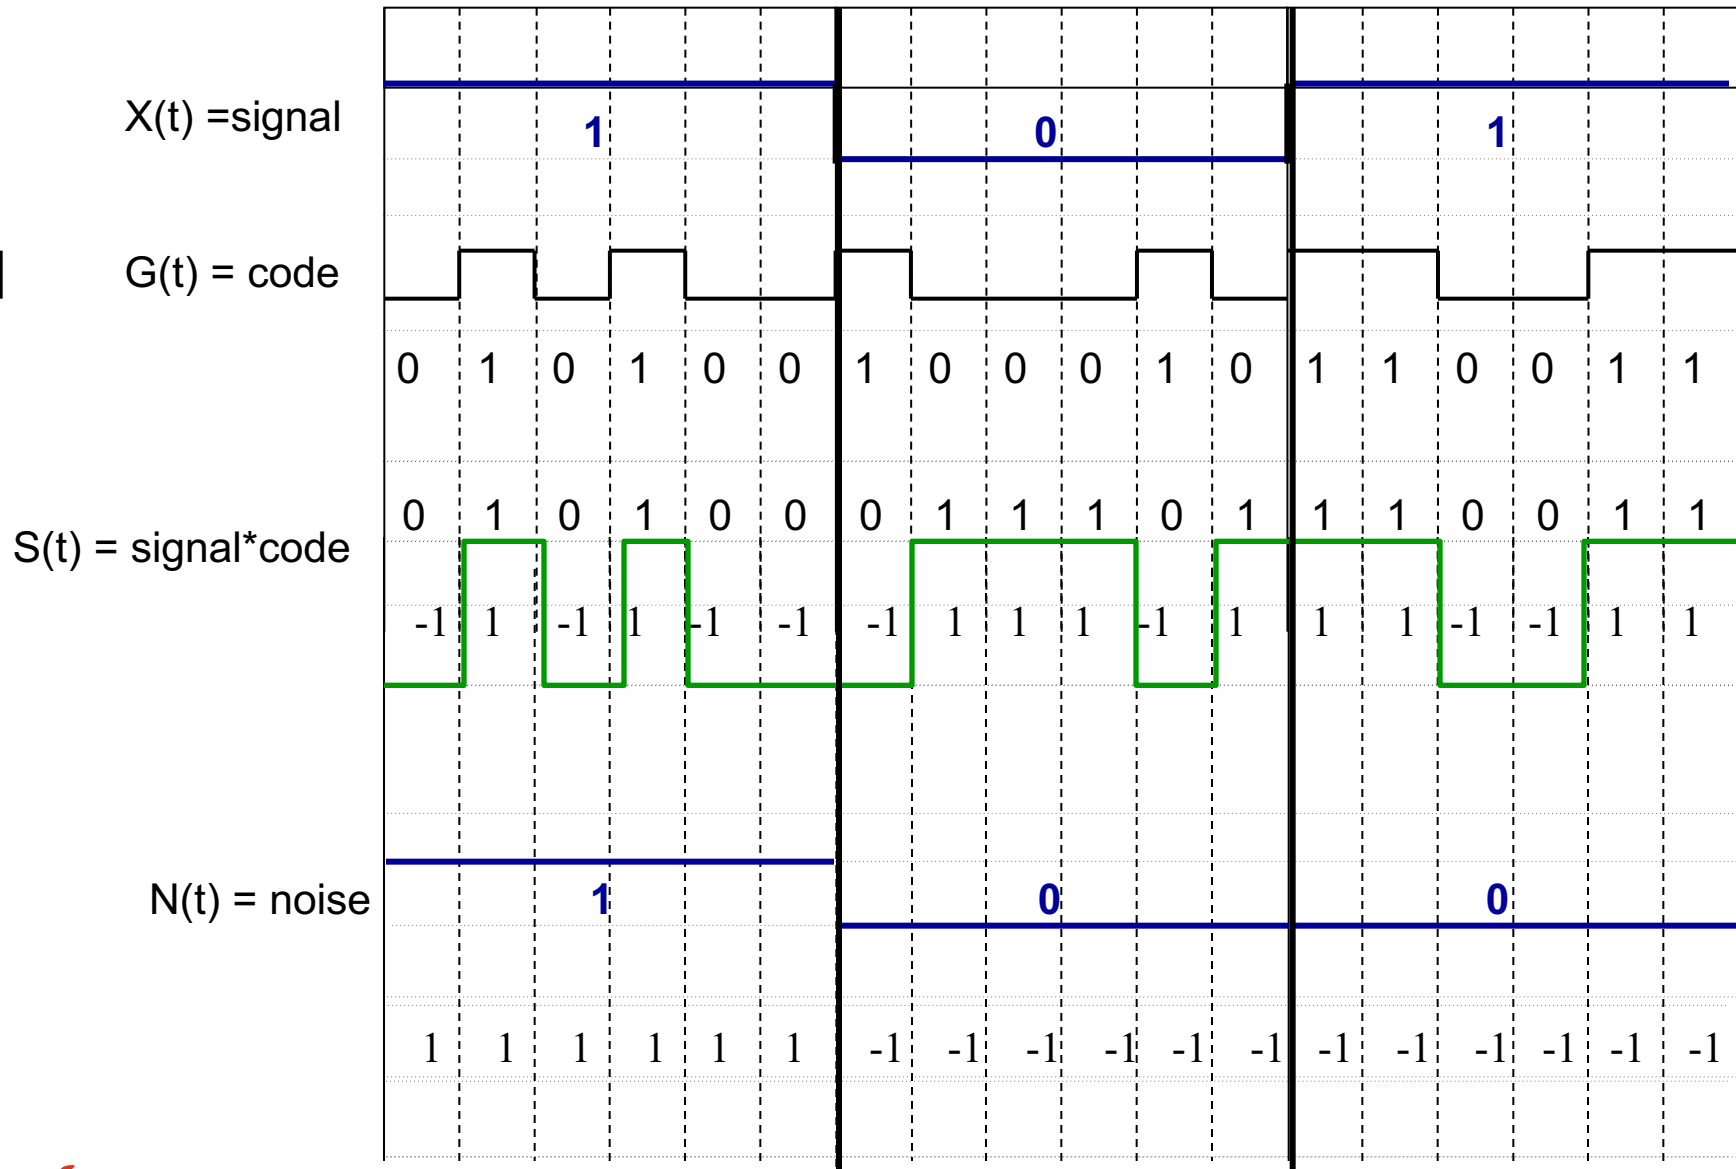 X(t) =signal 1 0 1
G(t) = code
0 1 0 1 0 0 1 0 0 0 1 0 1 1 0 0 1 1
0 1 0 1 0 0 0 1 1 1 0 1 1 1 0 0 1 1
S(t) = signal*code
-1 1 -1 1 -1 -1 -1 1 1 1 -1 1 1 1 -1 -1 1 1
N(t) = noise 1 0 0
1 1 1 1 1 1 -1 -1 -1 -1 -1 -1 -1 -1 -1 -1 -1 -1